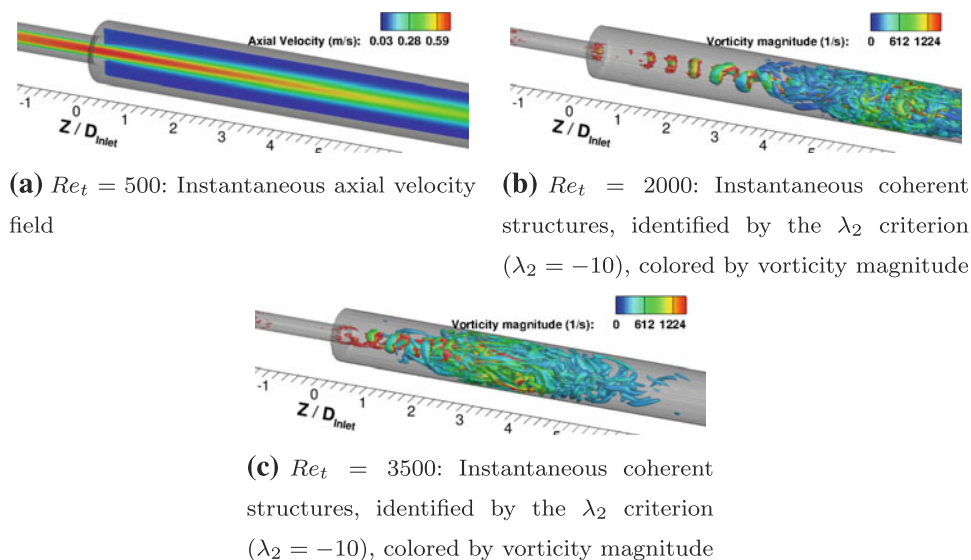 Axial Velocity (m/s): 0.03 0.28 0.59
-1 0 1 2 3 4 5
Z / D_Inlet
Vorticity magnitude (1/s): 0 612 1224
-1 0 1 2 3 4 5
Z / D_Inlet
(a) Re_t = 500: Instantaneous axial velocity
field
(b) Re_t = 2000: Instantaneous coherent
structures, identified by the λ_2 criterion
(λ_2 = −10), colored by vorticity magnitude
Vorticity magnitude (1/s): 0 612 1224
-1 0 1 2 3 4 5
Z / D_Inlet
(c) Re_t = 3500: Instantaneous coherent
structures, identified by the λ_2 criterion
(λ_2 = −10), colored by vorticity magnitude